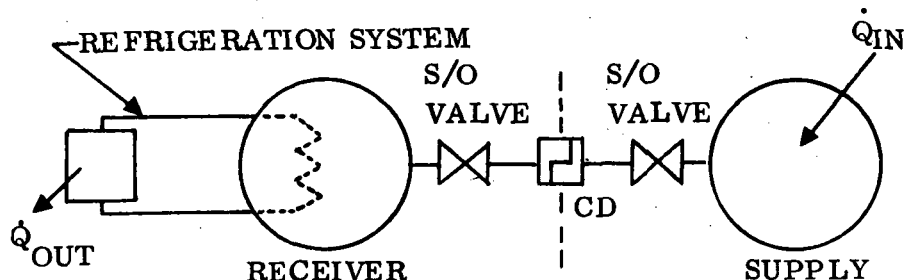 REFRIGERATION SYSTEM
S/O
VALVE
S/O
VALVE
Q̇IN
CD
Q̇OUT
RECEIVER
SUPPLY